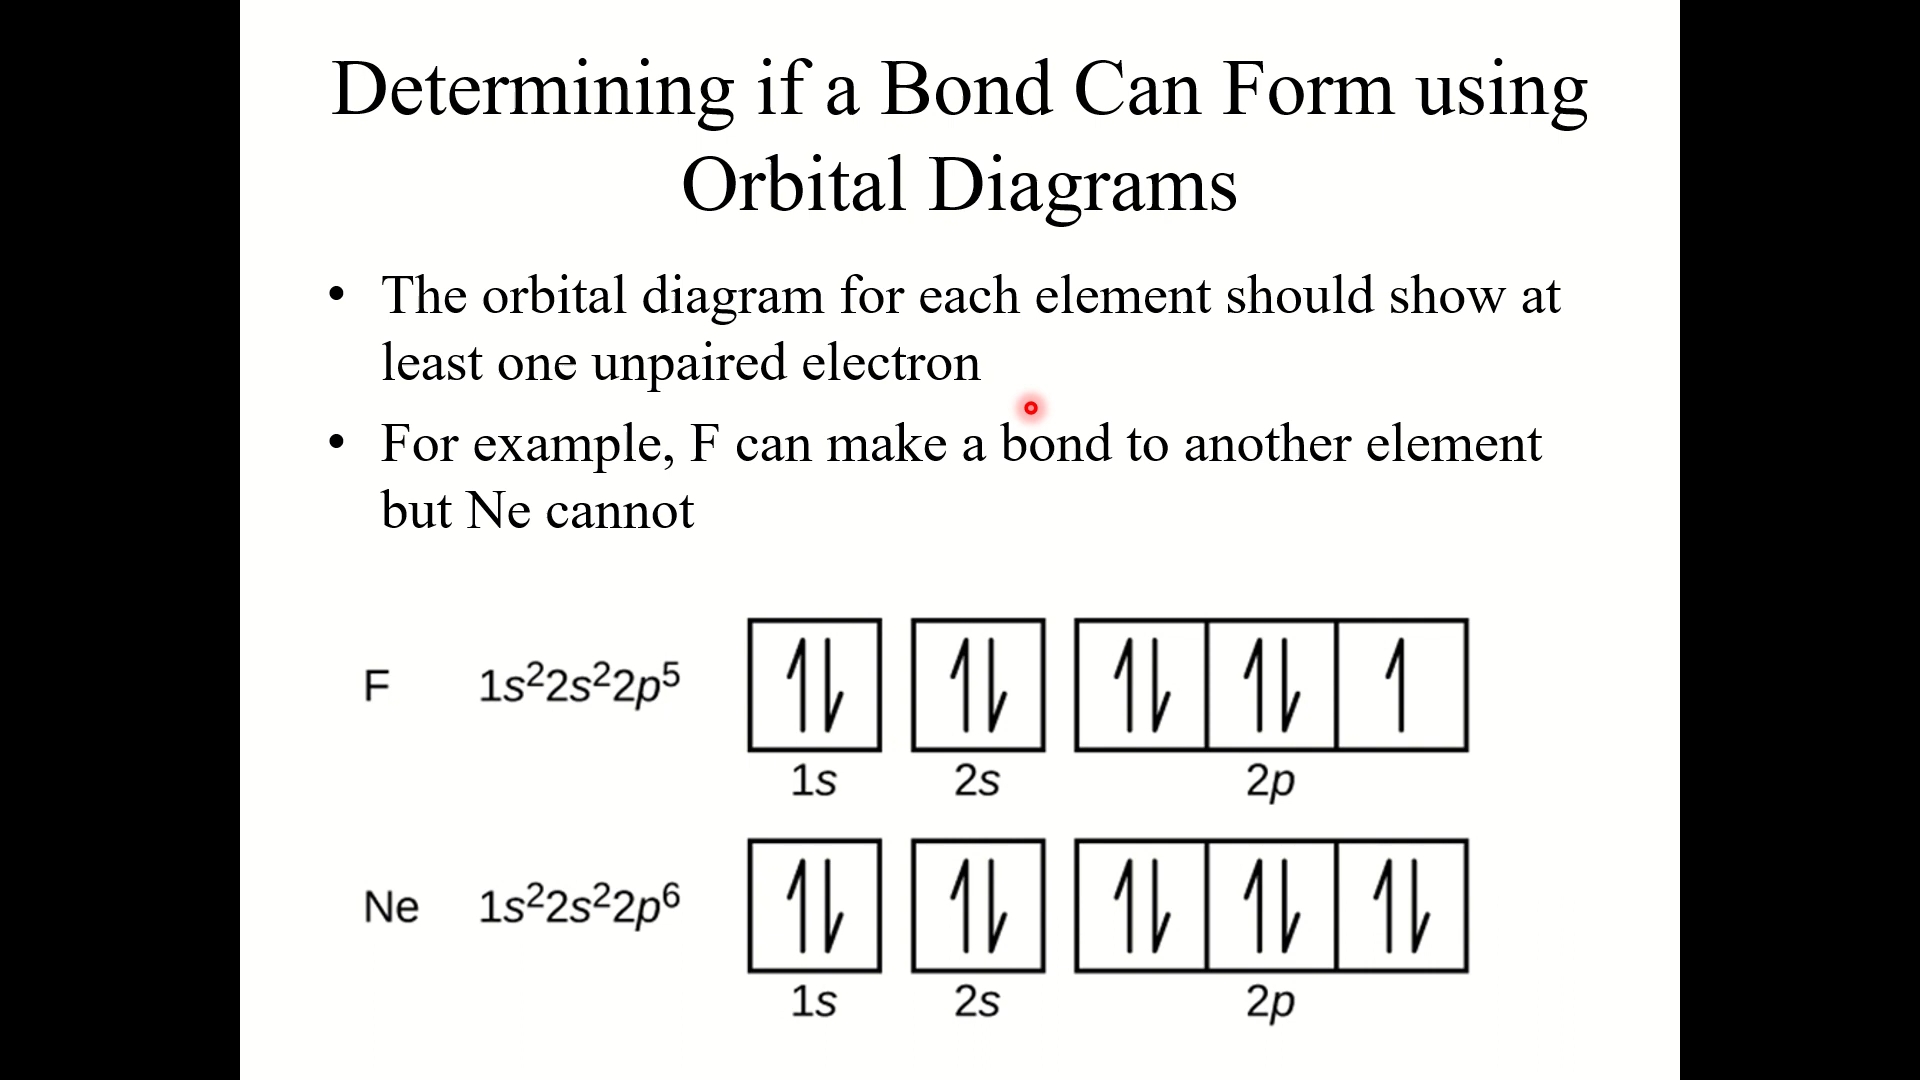 Determining if a Bond Can Form using
Orbital Diagrams
• The orbital diagram for each element should show at
least one unpaired electron
• For example, F can make a bond to another element
but Ne cannot
F 1s²2s²2p⁵
1s 2s 2p
Ne 1s²2s²2p⁶
1s 2s 2p